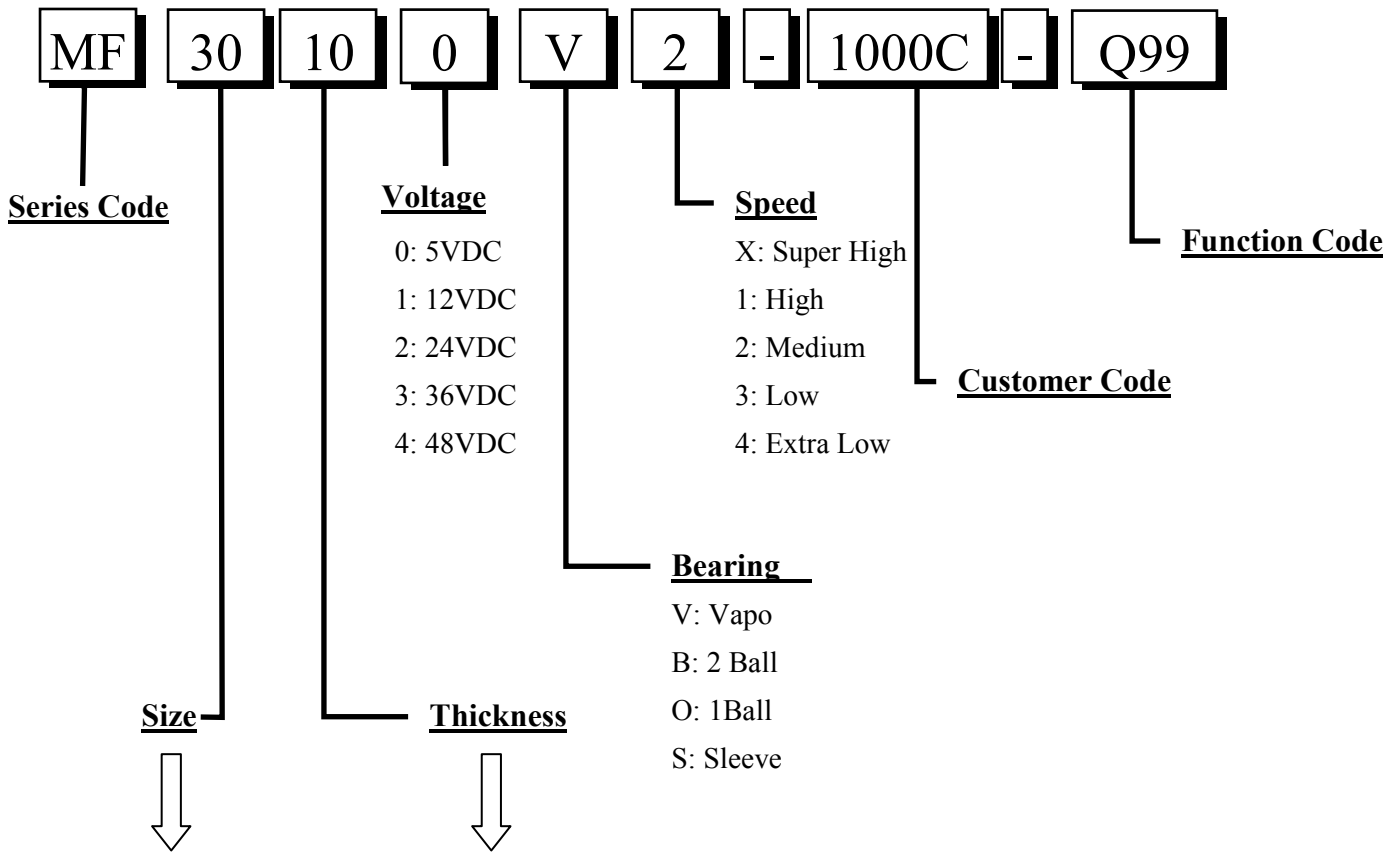 MF 30 10 0 V 2 - 1000C - Q99
Series Code
Voltage
0: 5VDC
1: 12VDC
2: 24VDC
3: 36VDC
4: 48VDC
Speed
X: Super High
1: High
2: Medium
3: Low
4: Extra Low
Function Code
Customer Code
Bearing
V: Vapo
B: 2 Ball
O: 1Ball
S: Sleeve
Size
Thickness